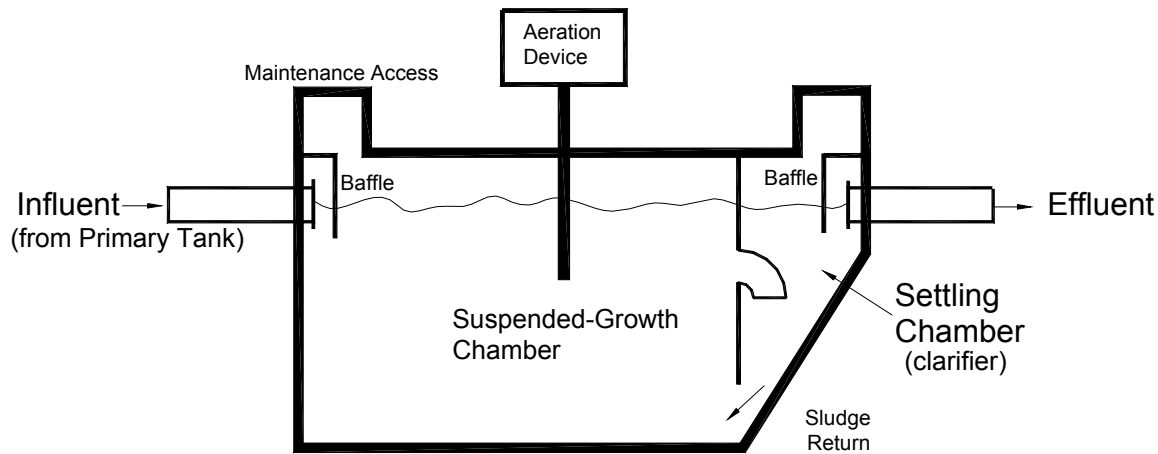 Aeration
Device
Maintenance Access
Baffle
Baffle
Influent
(from Primary Tank)
Effluent
Suspended-Growth
Chamber
Settling
Chamber
(clarifier)
Sludge
Return